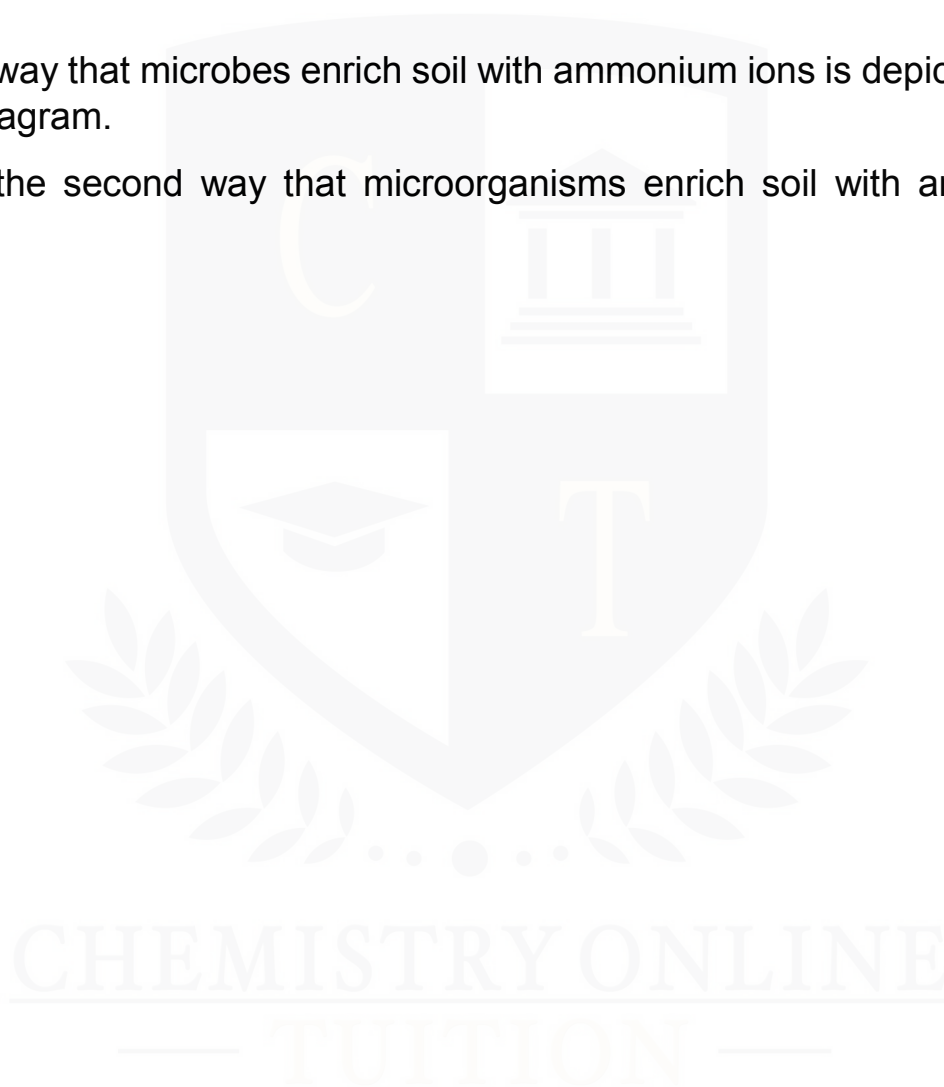 way that microbes enrich soil with ammonium ions is depic
agram.
the second way that microorganisms enrich soil with a
C
T
CHEMISTRY ONLINE
TUITION